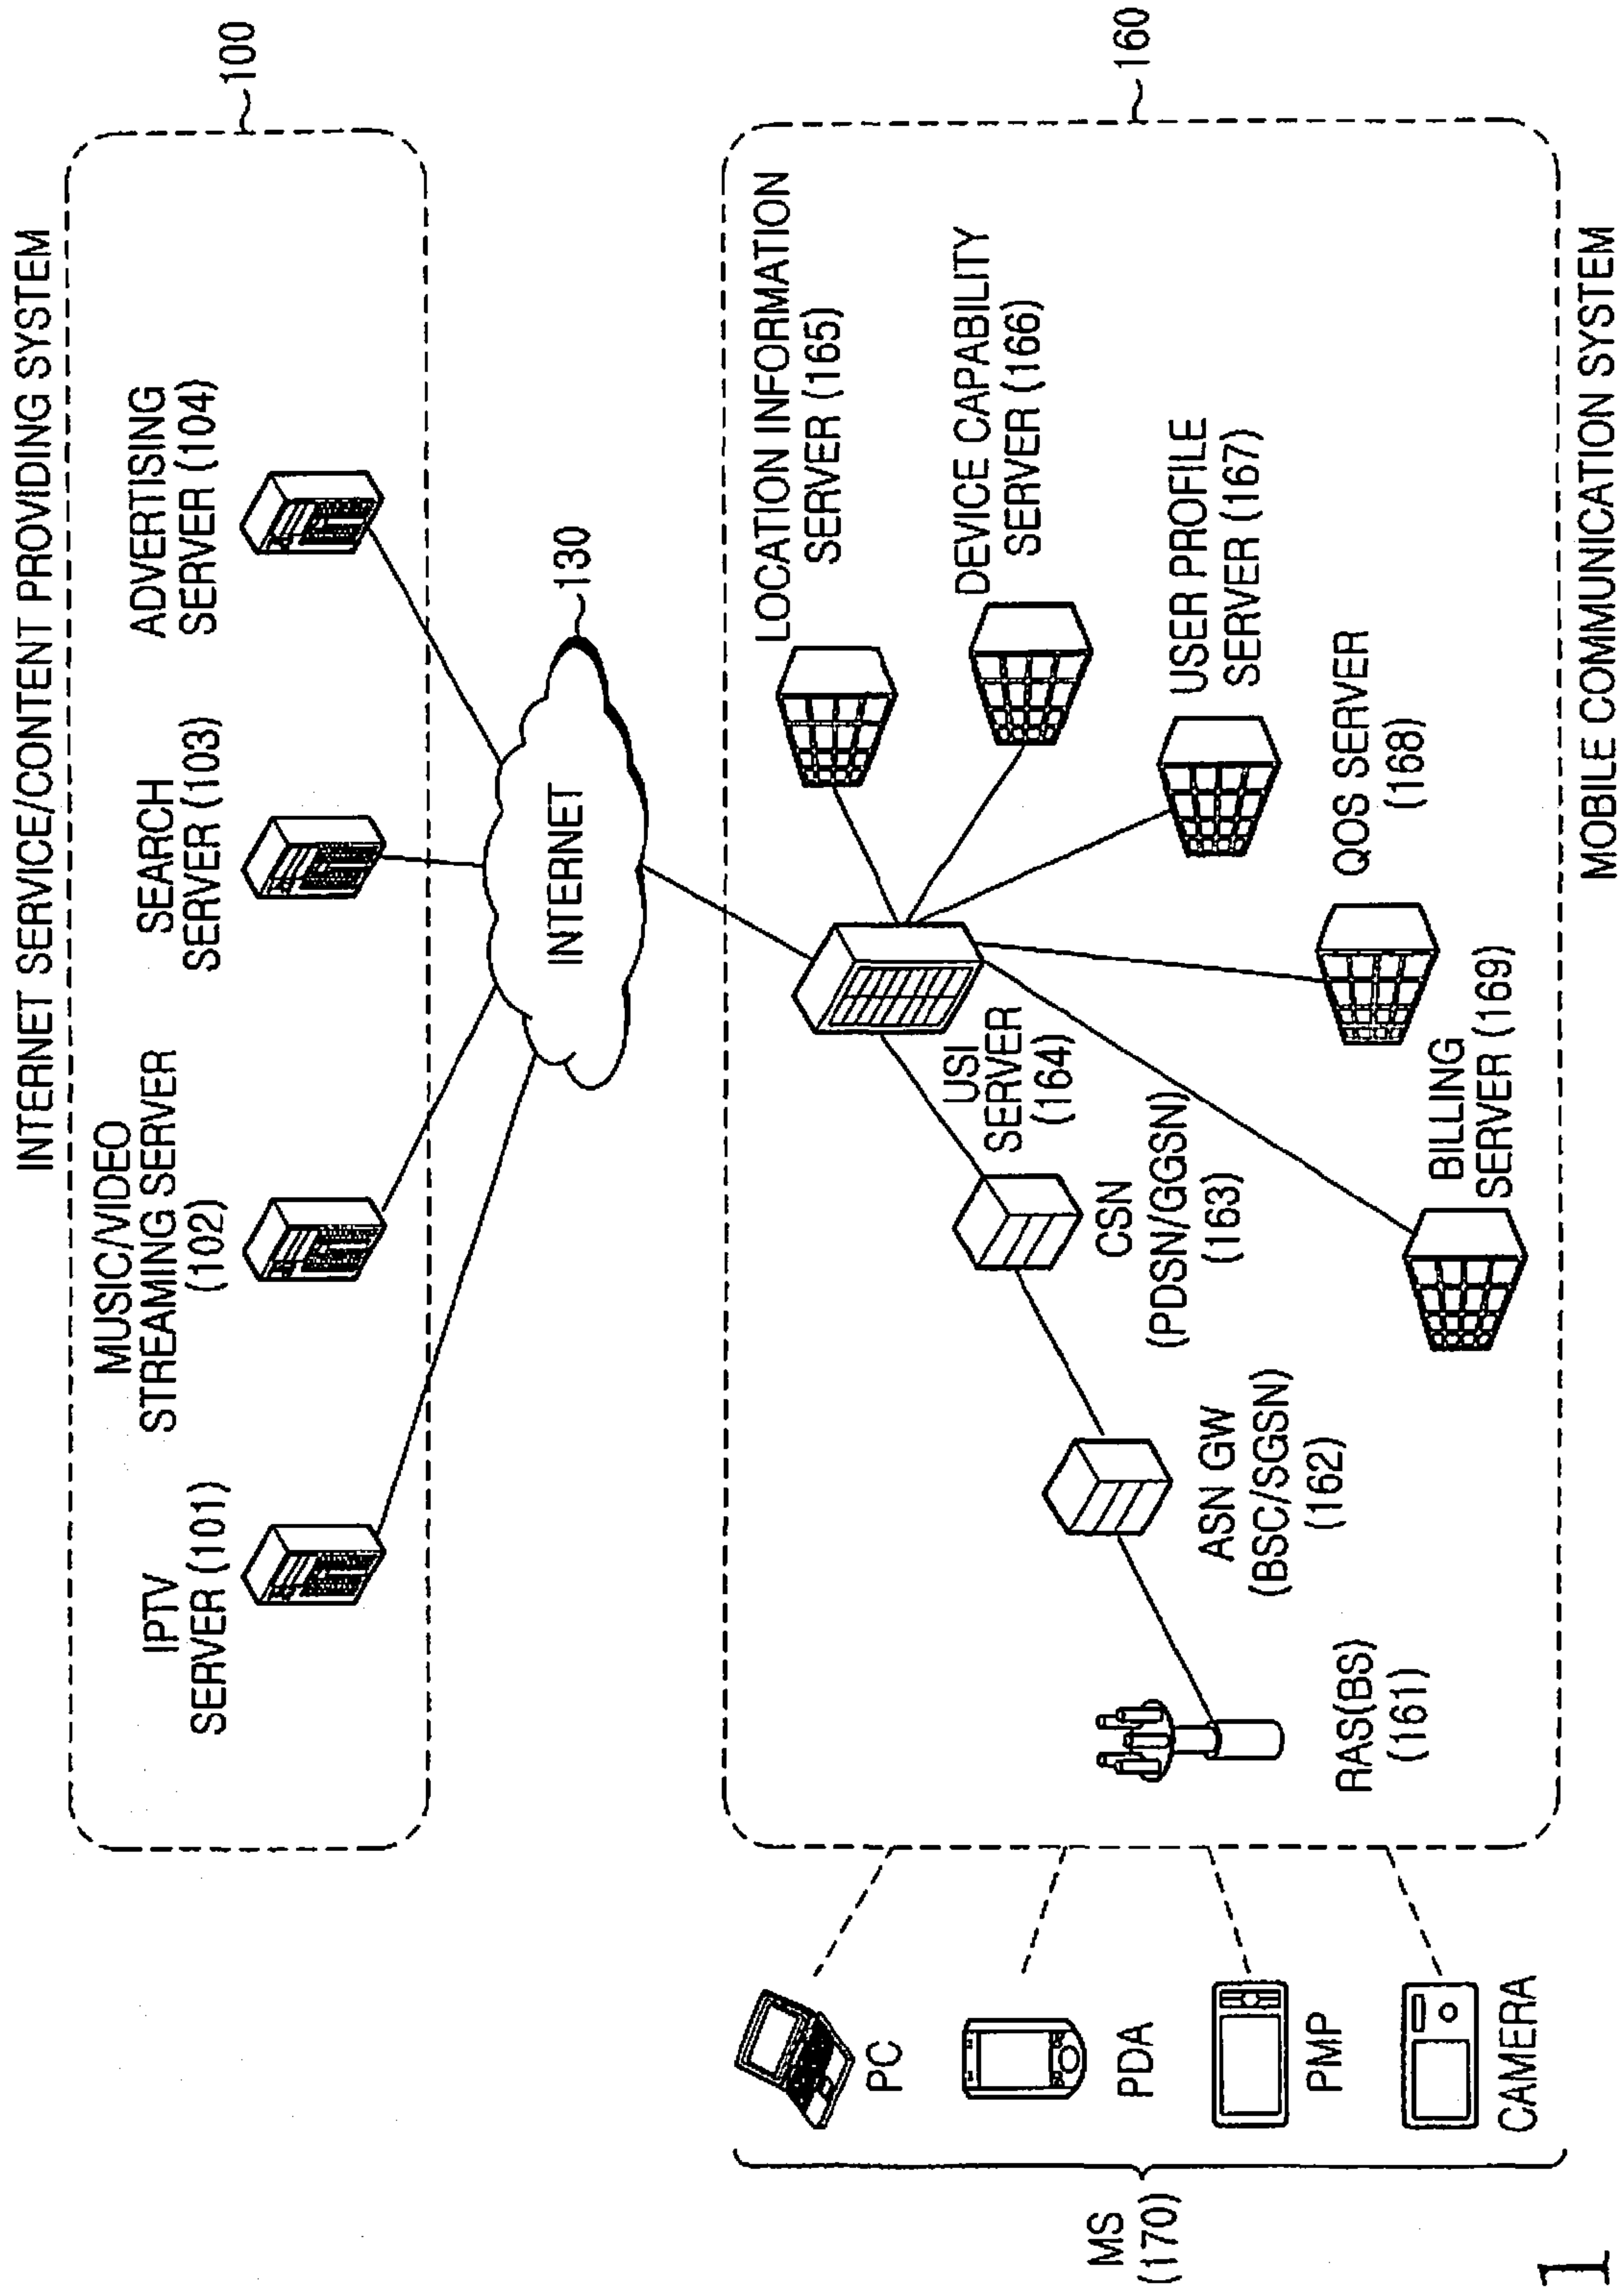 INTERNET SERVICE/CONTENT PROVIDING SYSTEM
100
IPTV
SERVER (101)
MUSIC/VIDEO
STREAMING SERVER
(102)
SEARCH
SERVER (103)
ADVERTISING
SERVER (104)
INTERNET
130
160
LOCATION INFORMATION
SERVER (165)
DEVICE CAPABILITY
SERVER (166)
USER PROFILE
SERVER (167)
QOS SERVER
(168)
BILLING
SERVER (169)
USI
SERVER
(164)
CSN
(PDSN/GGSN)
(163)
ASN GW
(BSC/SGSN)
(162)
RAS(BS)
(161)
MOBILE COMMUNICATION SYSTEM
PC
PDA
PMP
CAMERA
MS
(170)
1